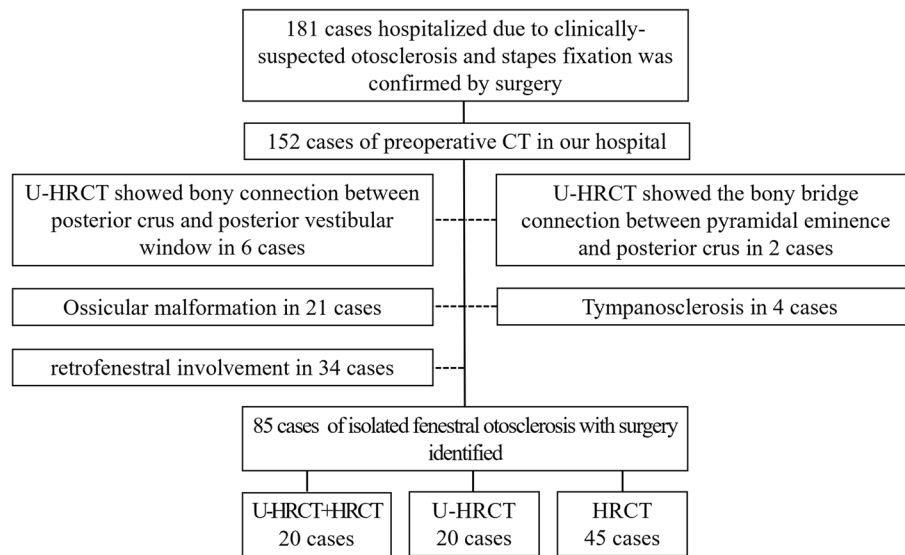 181 cases hospitalized due to clinically-
suspected otosclerosis and stapes fixation was
confirmed by surgery
152 cases of preoperative CT in our hospital
U-HRCT showed bony connection between
posterior crus and posterior vestibular
window in 6 cases
U-HRCT showed the bony bridge
connection between pyramidal eminence
and posterior crus in 2 cases
Ossicular malformation in 21 cases
Tympanosclerosis in 4 cases
retrofenestral involvement in 34 cases
85 cases of isolated fenestral otosclerosis with surgery
identified
U-HRCT+HRCT
20 cases
U-HRCT
20 cases
HRCT
45 cases